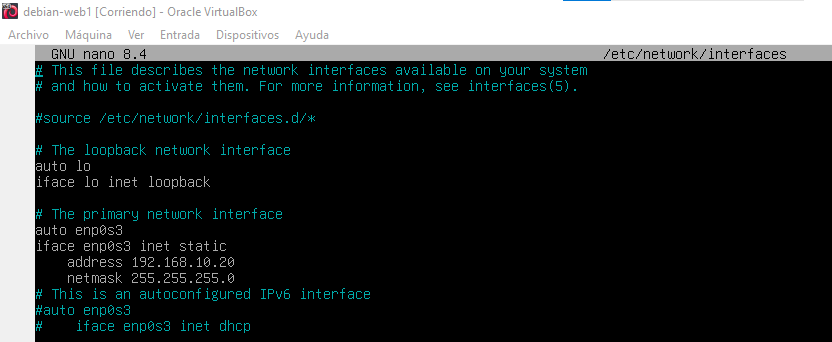 debian-web1 [Corriendo] - Oracle VirtualBox
Archivo Máquina Ver Entrada Dispositivos Ayuda
GNU nano 8.4 /etc/network/interfaces
# This file describes the network interfaces available on your system
# and how to activate them. For more information, see interfaces(5).
#source /etc/network/interfaces.d/*
# The loopback network interface
auto lo
iface lo inet loopback
# The primary network interface
auto enp0s3
iface enp0s3 inet static
address 192.168.10.20
netmask 255.255.255.0
# This is an autoconfigured IPv6 interface
#auto enp0s3
# iface enp0s3 inet dhcp